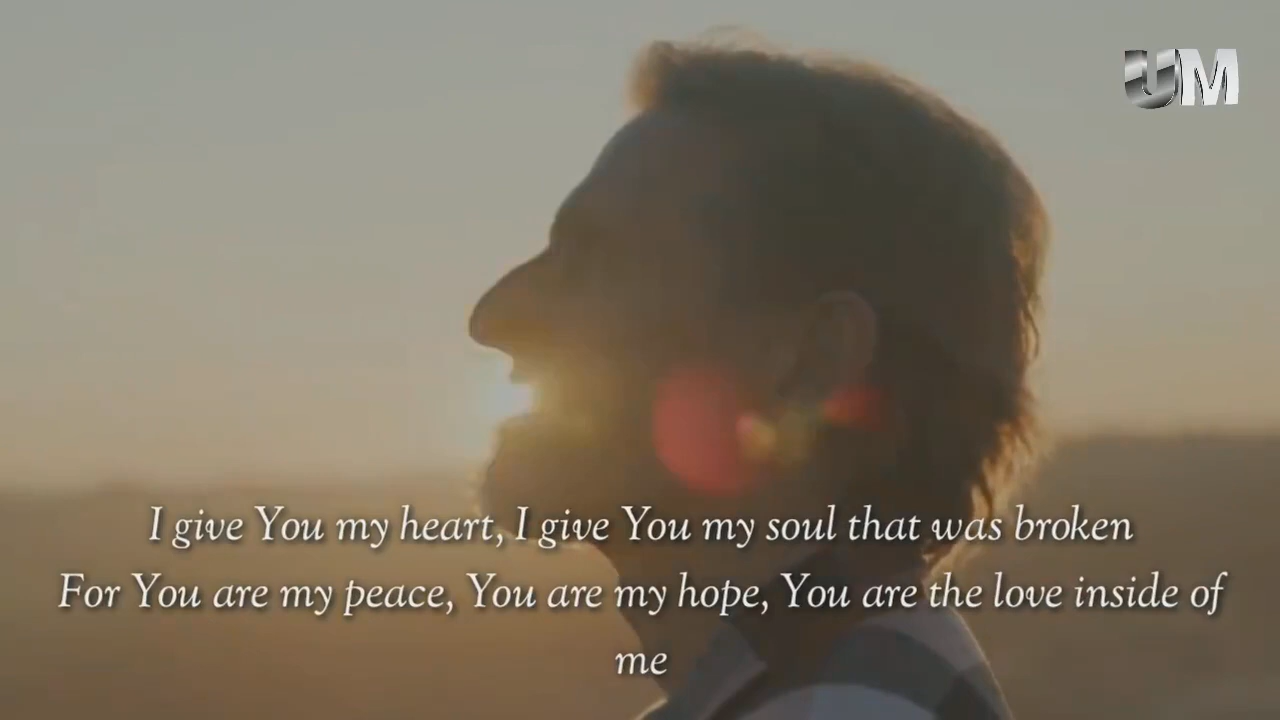 UM
I give You my heart, I give You my soul that was broken
For You are my peace, You are my hope, You are the love inside of
me